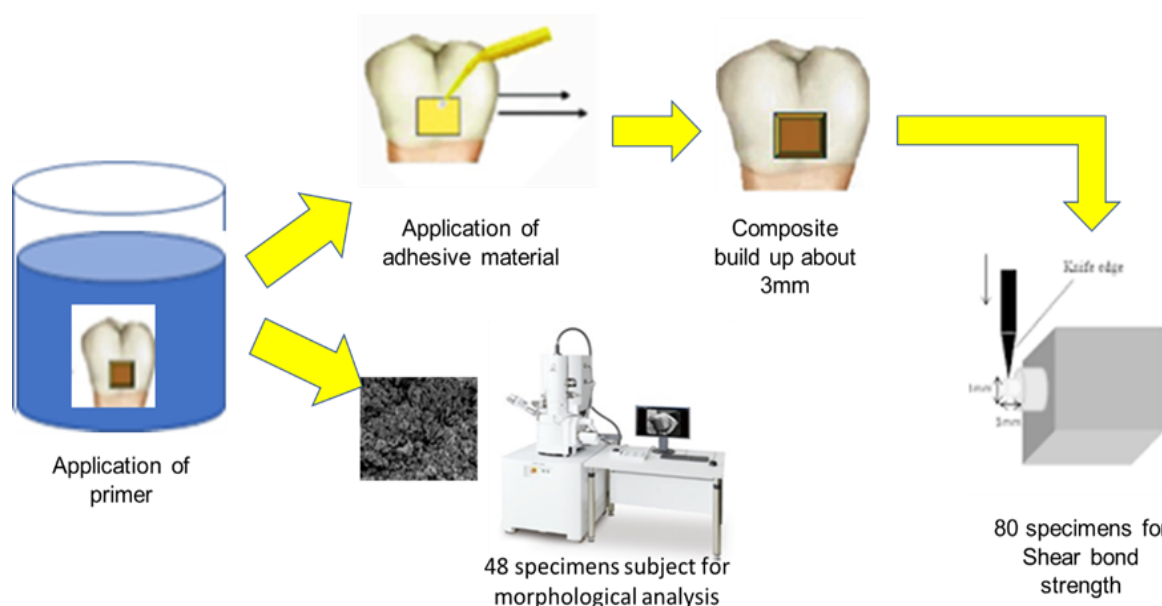 Application of
adhesive material
Composite
build up about
3mm
Knife edge
3mm
Application of
primer
48 specimens subject for
morphological analysis
80 specimens for
Shear bond
strength